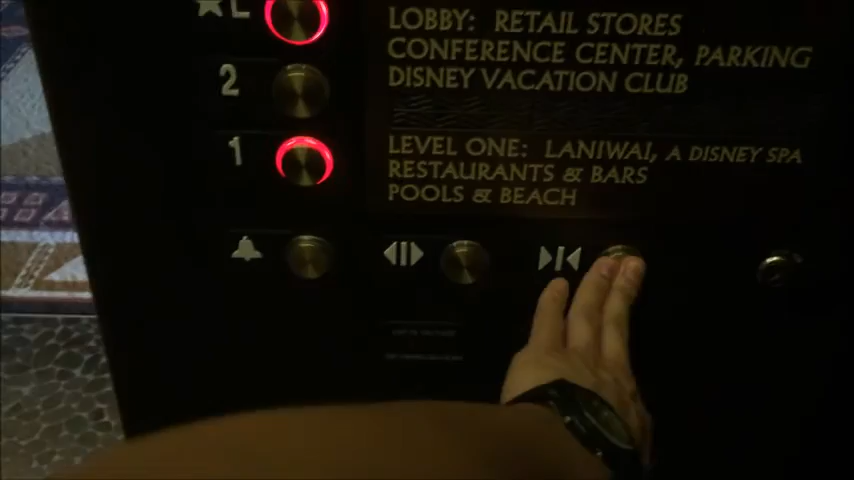 ★L
LOBBY: RETAIL STORES
CONFERENCE CENTER, PARKING
2
DISNEY VACATION CLUB
1
LEVEL ONE: LANIWAI, A DISNEY SPA
RESTAURANTS & BARS
POOLS & BEACH